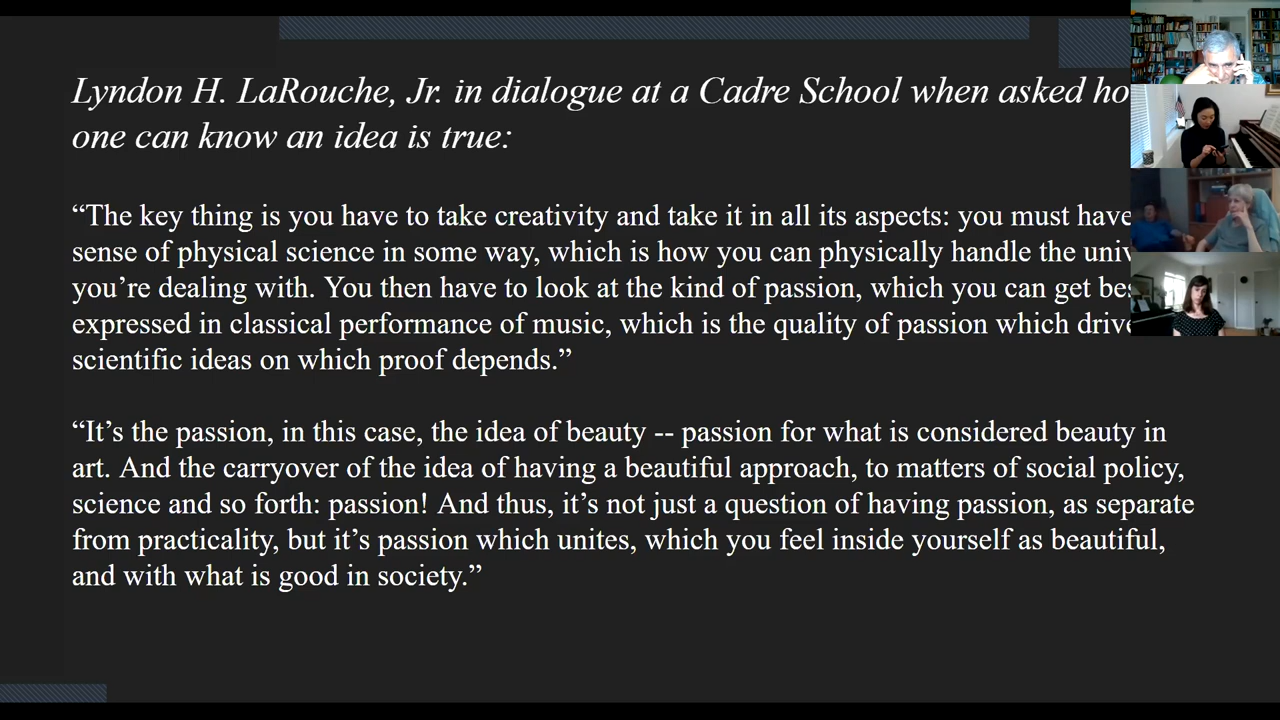 Lyndon H. LaRouche, Jr. in dialogue at a Cadre School when asked
one can know an idea is true:
“The key thing is you have to take creativity and take it in all its aspects: you must have
sense of physical science in some way, which is how you can physically handle the
you’re dealing with. You then have to look at the kind of passion, which you can get
expressed in classical performance of music, which is the quality of passion which
scientific ideas on which proof depends.”
“It’s the passion, in this case, the idea of beauty -- passion for what is considered beauty in
art. And the carryover of the idea of having a beautiful approach, to matters of social policy,
science and so forth: passion! And thus, it’s not just a question of having passion, as separate
from practicality, but it’s passion which unites, which you feel inside yourself as beautiful,
and with what is good in society.”